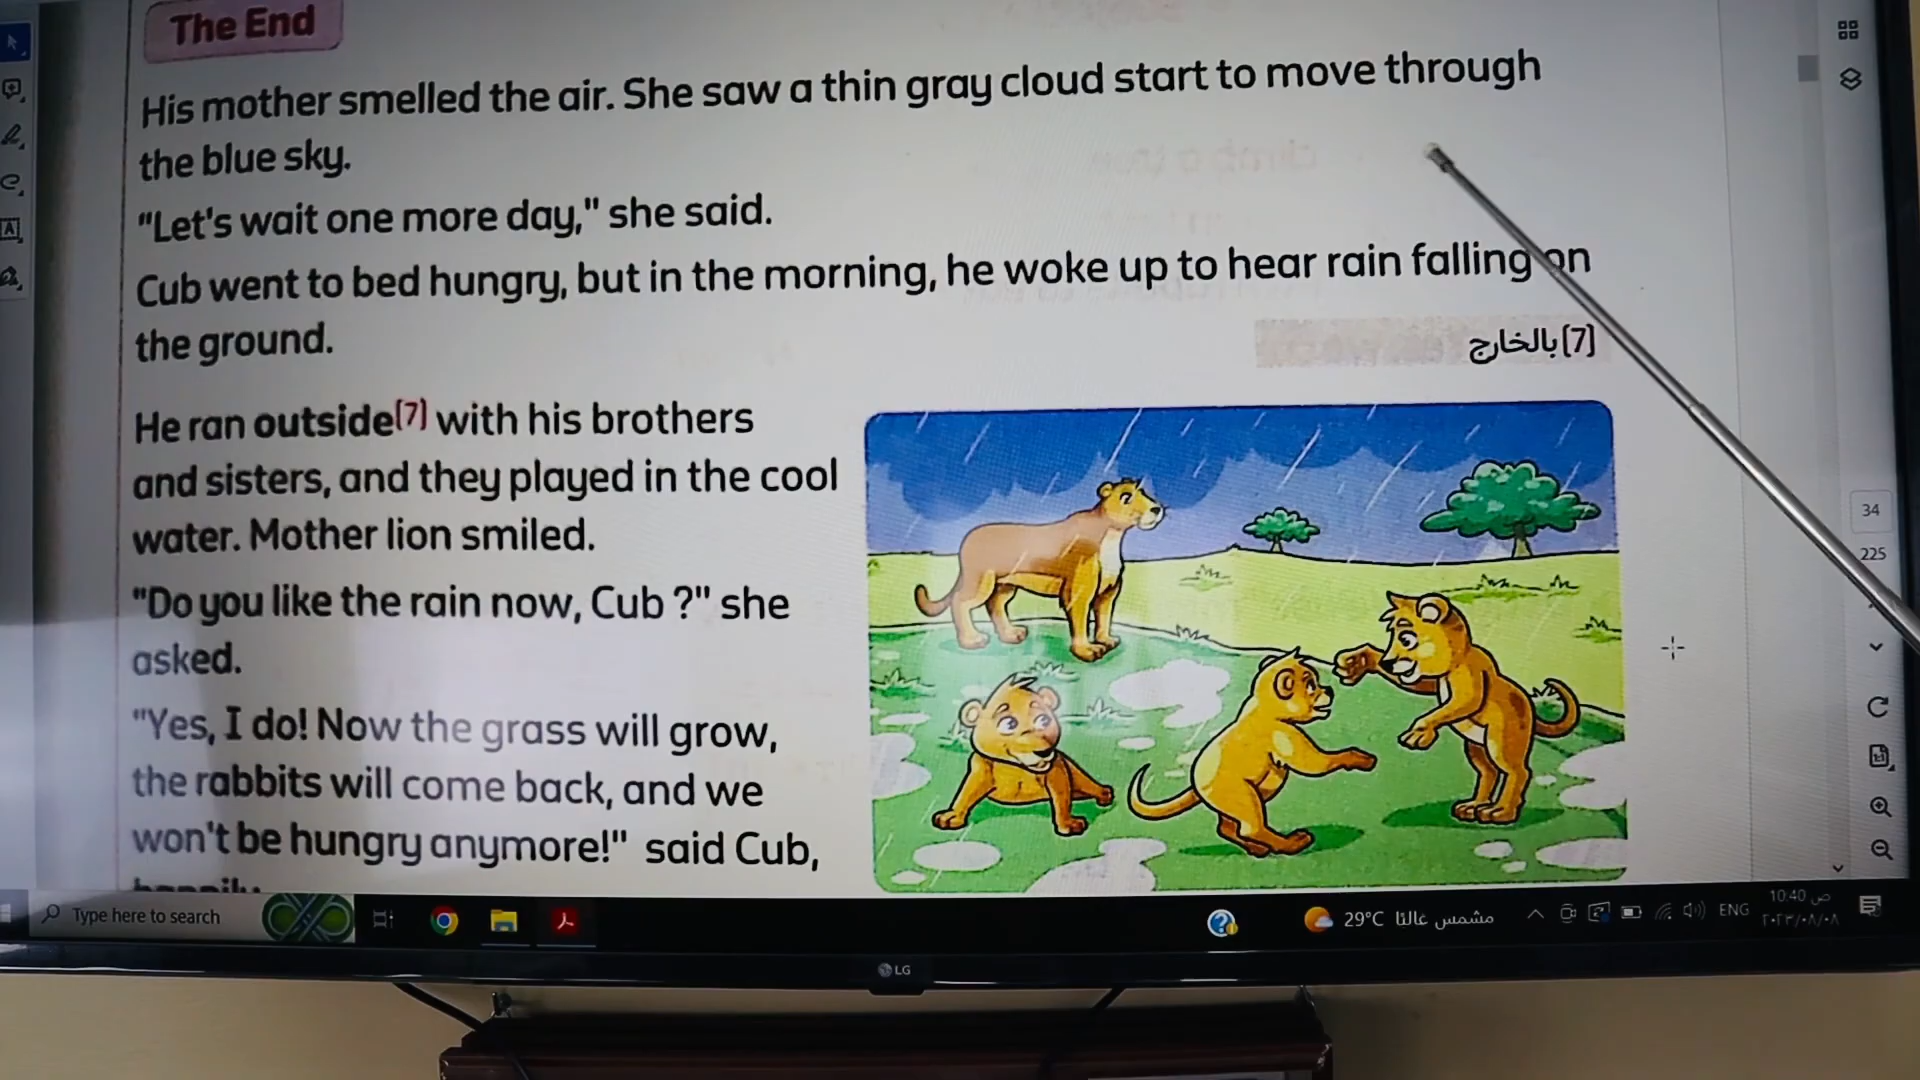 The End
His mother smelled the air. She saw a thin gray cloud start to move through
the blue sky.
"Let's wait one more day," she said.
Cub went to bed hungry, but in the morning, he woke up to hear rain falling on
the ground.
[7] بالخارج
He ran outside[7] with his brothers
and sisters, and they played in the cool
water. Mother lion smiled.
"Do you like the rain now, Cub ?" she
asked.
"Yes, I do! Now the grass will grow,
the rabbits will come back, and we
won't be hungry anymore!" said Cub,
happily.
34
225
Type here to search
29°C مشمس غالبًا
ENG
10:40 ص
٢٠٢٣/٠٨/٠٨
LG